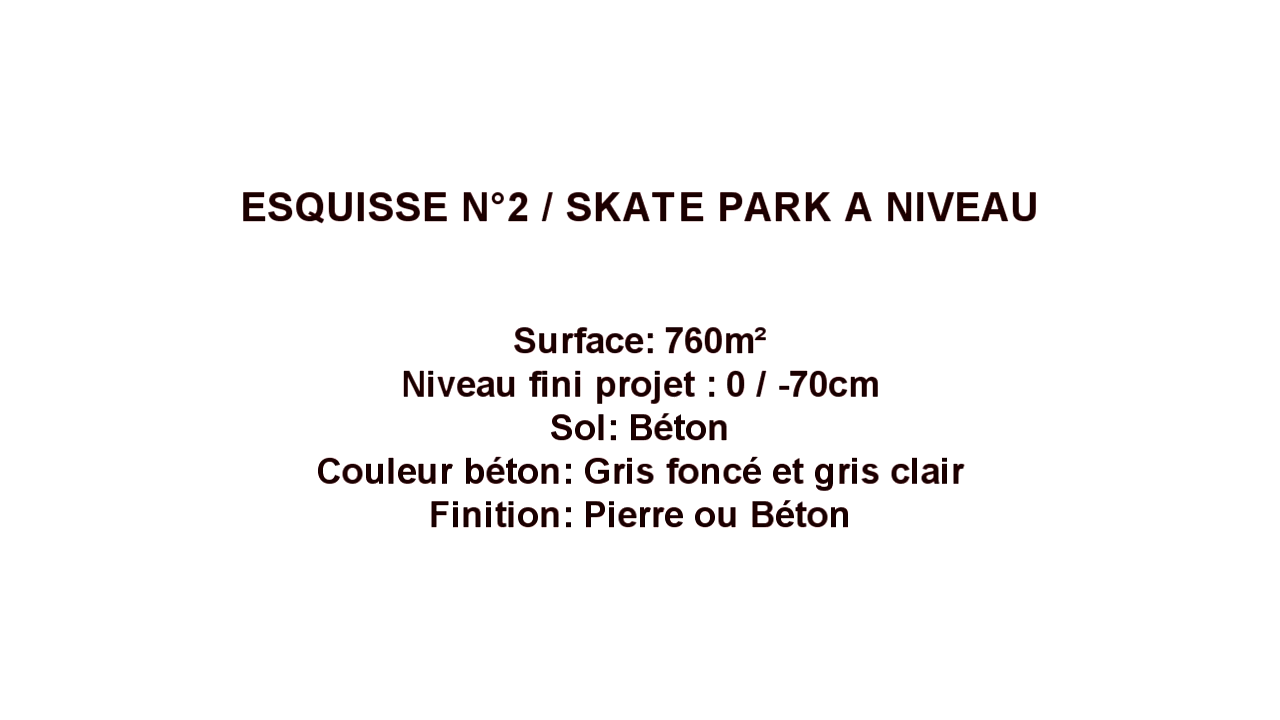 ESQUISSE N°2 / SKATE PARK A NIVEAU
Surface: 760m²
Niveau fini projet : 0 / -70cm
Sol: Béton
Couleur béton: Gris foncé et gris clair
Finition: Pierre ou Béton